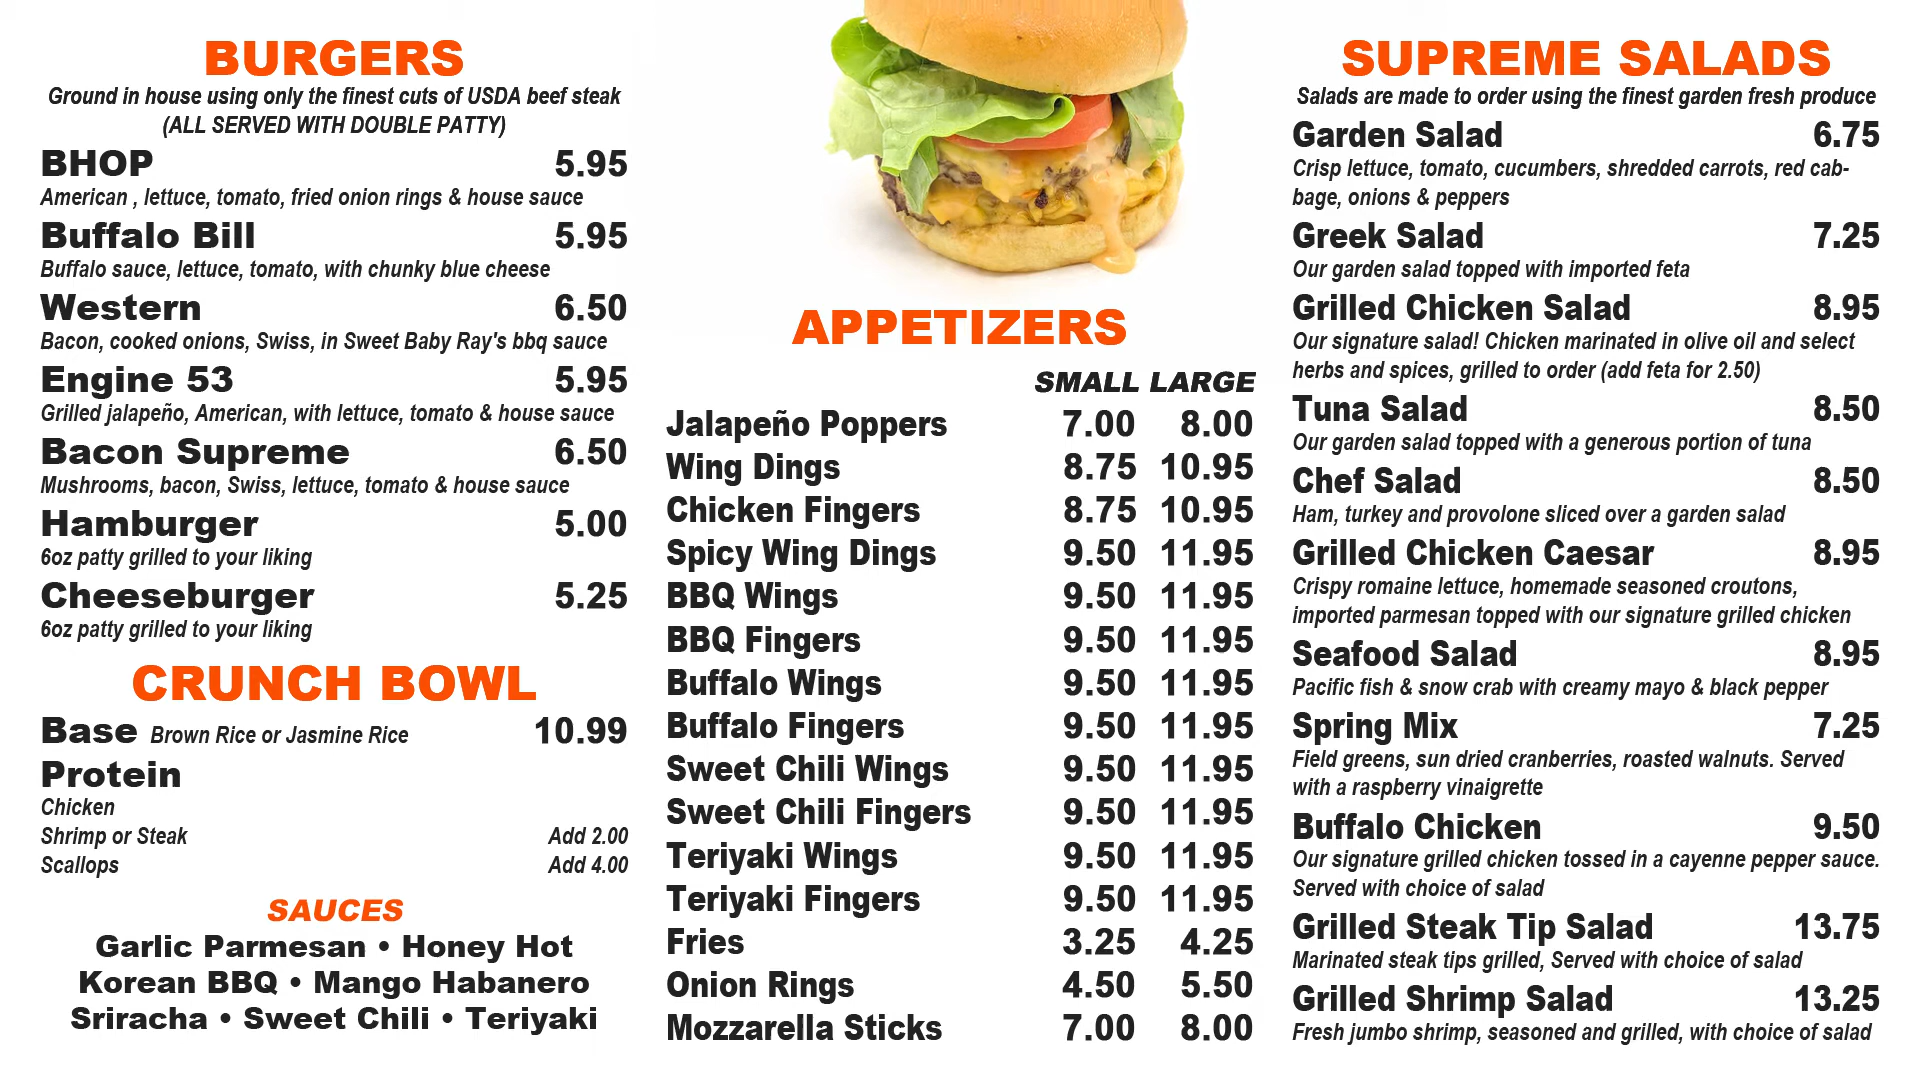 BURGERS
Ground in house using only the finest cuts of USDA beef steak
(ALL SERVED WITH DOUBLE PATTY)
BHOP 5.95
American , lettuce, tomato, fried onion rings & house sauce
Buffalo Bill 5.95
Buffalo sauce, lettuce, tomato, with chunky blue cheese
Western 6.50
Bacon, cooked onions, Swiss, in Sweet Baby Ray's bbq sauce
Engine 53 5.95
Grilled jalapeño, American, with lettuce, tomato & house sauce
Bacon Supreme 6.50
Mushrooms, bacon, Swiss, lettuce, tomato & house sauce
Hamburger 5.00
6oz patty grilled to your liking
Cheeseburger 5.25
6oz patty grilled to your liking
CRUNCH BOWL
Base Brown Rice or Jasmine Rice 10.99
Protein
Chicken
Shrimp or Steak Add 2.00
Scallops Add 4.00
SAUCES
Garlic Parmesan • Honey Hot
Korean BBQ • Mango Habanero
Sriracha • Sweet Chili • Teriyaki
APPETIZERS
SMALL LARGE
Jalapeño Poppers 7.00 8.00
Wing Dings 8.75 10.95
Chicken Fingers 8.75 10.95
Spicy Wing Dings 9.50 11.95
BBQ Wings 9.50 11.95
BBQ Fingers 9.50 11.95
Buffalo Wings 9.50 11.95
Buffalo Fingers 9.50 11.95
Sweet Chili Wings 9.50 11.95
Sweet Chili Fingers 9.50 11.95
Teriyaki Wings 9.50 11.95
Teriyaki Fingers 9.50 11.95
Fries 3.25 4.25
Onion Rings 4.50 5.50
Mozzarella Sticks 7.00 8.00
SUPREME SALADS
Salads are made to order using the finest garden fresh produce
Garden Salad 6.75
Crisp lettuce, tomato, cucumbers, shredded carrots, red cab-
bage, onions & peppers
Greek Salad 7.25
Our garden salad topped with imported feta
Grilled Chicken Salad 8.95
Our signature salad! Chicken marinated in olive oil and select
herbs and spices, grilled to order (add feta for 2.50)
Tuna Salad 8.50
Our garden salad topped with a generous portion of tuna
Chef Salad 8.50
Ham, turkey and provolone sliced over a garden salad
Grilled Chicken Caesar 8.95
Crispy romaine lettuce, homemade seasoned croutons,
imported parmesan topped with our signature grilled chicken
Seafood Salad 8.95
Pacific fish & snow crab with creamy mayo & black pepper
Spring Mix 7.25
Field greens, sun dried cranberries, roasted walnuts. Served
with a raspberry vinaigrette
Buffalo Chicken 9.50
Our signature grilled chicken tossed in a cayenne pepper sauce.
Served with choice of salad
Grilled Steak Tip Salad 13.75
Marinated steak tips grilled, Served with choice of salad
Grilled Shrimp Salad 13.25
Fresh jumbo shrimp, seasoned and grilled, with choice of salad